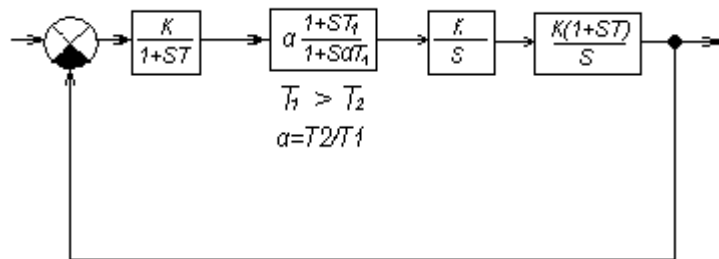 K
1+ST
α 1+ST₁
1+SαT₁
K
S
K(1+ST)
S
T₁ > T₂
α=T2/T1